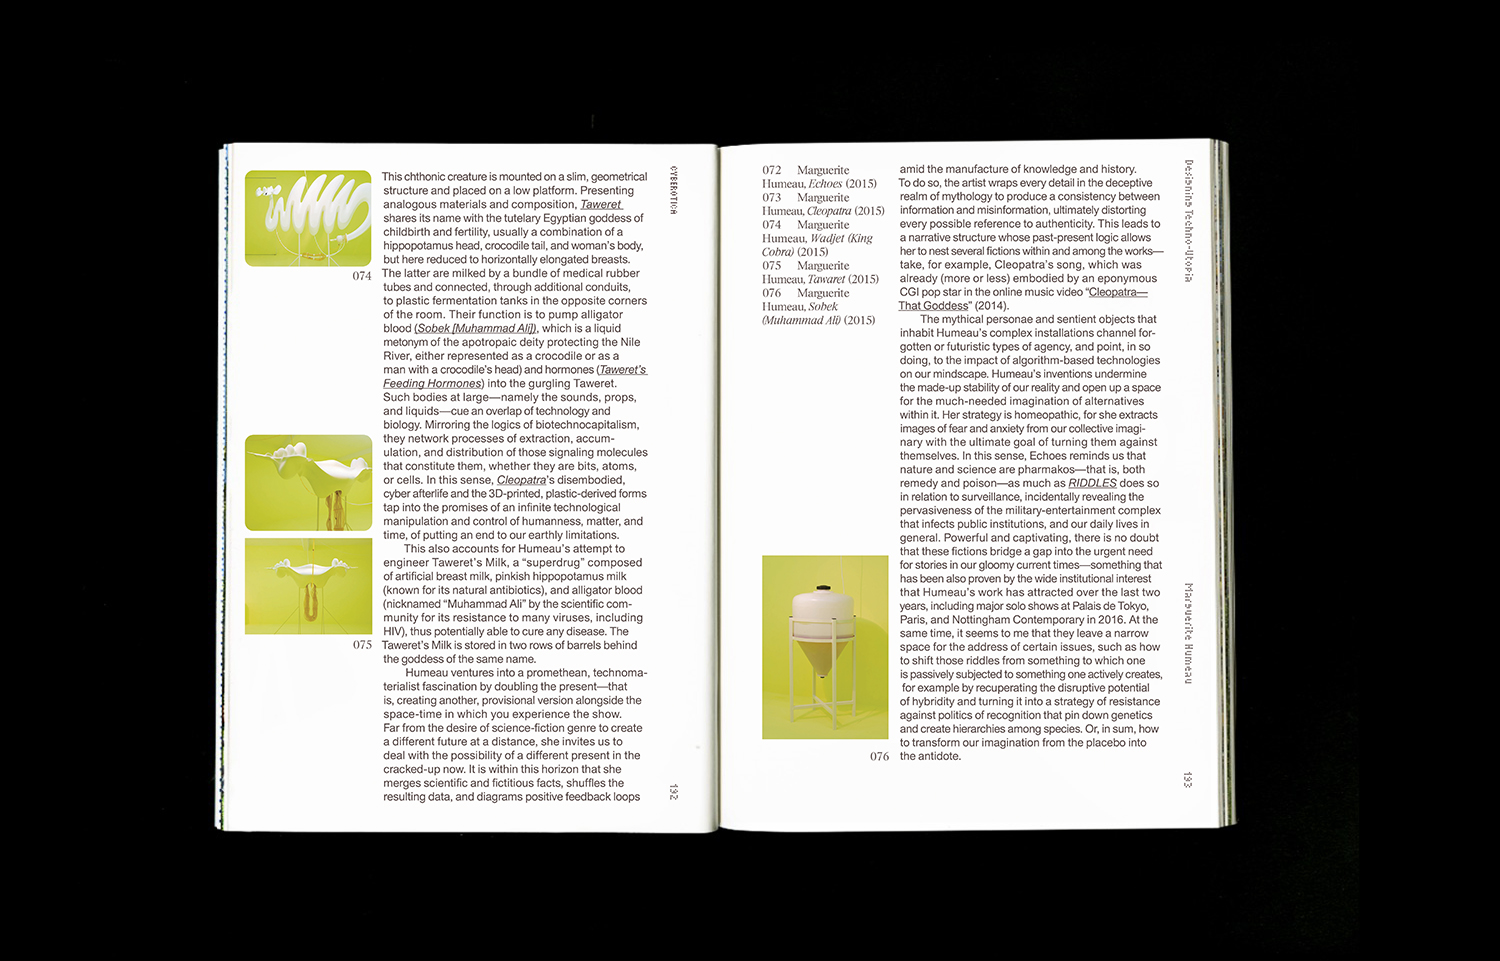 074
075
This chthonic creature is mounted on a slim, geometrical
structure and placed on a low platform. Presenting
analogous materials and composition, Taweret
shares its name with the tutelary Egyptian goddess of
childbirth and fertility, usually a combination of a
hippopotamus head, crocodile tail, and woman's body,
but here reduced to horizontally elongated breasts.
The latter are milked by a bundle of medical rubber
tubes and connected, through additional conduits,
to plastic fermentation tanks in the opposite corners
of the room. Their function is to pump alligator
blood (Sobek [Muhammad Ali]), which is a liquid
metonym of the apotropaic deity protecting the Nile
River, either represented as a crocodile or as a
man with a crocodile's head) and hormones (Taweret's
Feeding Hormones) into the gurgling Taweret.
Such bodies at large—namely the sounds, props,
and liquids—cue an overlap of technology and
biology. Mirroring the logics of biotechnocapitalism,
they network processes of extraction, accum-
ulation, and distribution of those signaling molecules
that constitute them, whether they are bits, atoms,
or cells. In this sense, Cleopatra's disembodied,
cyber afterlife and the 3D-printed, plastic-derived forms
tap into the promises of an infinite technological
manipulation and control of humanness, matter, and
time, of putting an end to our earthly limitations.
This also accounts for Humeau's attempt to
engineer Taweret's Milk, a “superdrug” composed
of artificial breast milk, pinkish hippopotamus milk
(known for its natural antibiotics), and alligator blood
(nicknamed “Muhammad Ali” by the scientific com-
munity for its resistance to many viruses, including
HIV), thus potentially able to cure any disease. The
Taweret's Milk is stored in two rows of barrels behind
the goddess of the same name.
Humeau ventures into a promethean, technoma-
terialist fascination by doubling the present—that
is, creating another, provisional version alongside the
space-time in which you experience the show.
Far from the desire of science-fiction genre to create
a different future at a distance, she invites us to
deal with the possibility of a different present in the
cracked-up now. It is within this horizon that she
merges scientific and fictitious facts, shuffles the
resulting data, and diagrams positive feedback loops
CYBEROTICA
192
072 Marguerite
Humeau, Echoes (2015)
073 Marguerite
Humeau, Cleopatra (2015)
074 Marguerite
Humeau, Wadjet (King
Cobra) (2015)
075 Marguerite
Humeau, Tawaret (2015)
076 Marguerite
Humeau, Sobek
(Muhammad Ali) (2015)
076
amid the manufacture of knowledge and history.
To do so, the artist wraps every detail in the deceptive
realm of mythology to produce a consistency between
information and misinformation, ultimately distorting
every possible reference to authenticity. This leads to
a narrative structure whose past-present logic allows
her to nest several fictions within and among the works—
take, for example, Cleopatra's song, which was
already (more or less) embodied by an eponymous
CGI pop star in the online music video “Cleopatra—
That Goddess” (2014).
The mythical personae and sentient objects that
inhabit Humeau's complex installations channel for-
gotten or futuristic types of agency, and point, in so
doing, to the impact of algorithm-based technologies
on our mindscape. Humeau's inventions undermine
the made-up stability of our reality and open up a space
for the much-needed imagination of alternatives
within it. Her strategy is homeopathic, for she extracts
images of fear and anxiety from our collective imagi-
nary with the ultimate goal of turning them against
themselves. In this sense, Echoes reminds us that
nature and science are pharmakos—that is, both
remedy and poison—as much as RIDDLES does so
in relation to surveillance, incidentally revealing the
pervasiveness of the military-entertainment complex
that infects public institutions, and our daily lives in
general. Powerful and captivating, there is no doubt
that these fictions bridge a gap into the urgent need
for stories in our gloomy current times—something that
has been also proven by the wide institutional interest
that Humeau's work has attracted over the last two
years, including major solo shows at Palais de Tokyo,
Paris, and Nottingham Contemporary in 2016. At the
same time, it seems to me that they leave a narrow
space for the address of certain issues, such as how
to shift those riddles from something to which one
is passively subjected to something one actively creates,
for example by recuperating the disruptive potential
of hybridity and turning it into a strategy of resistance
against politics of recognition that pin down genetics
and create hierarchies among species. Or, in sum, how
to transform our imagination from the placebo into
the antidote.
Designing Techno-Utopia
Marguerite Humeau
193